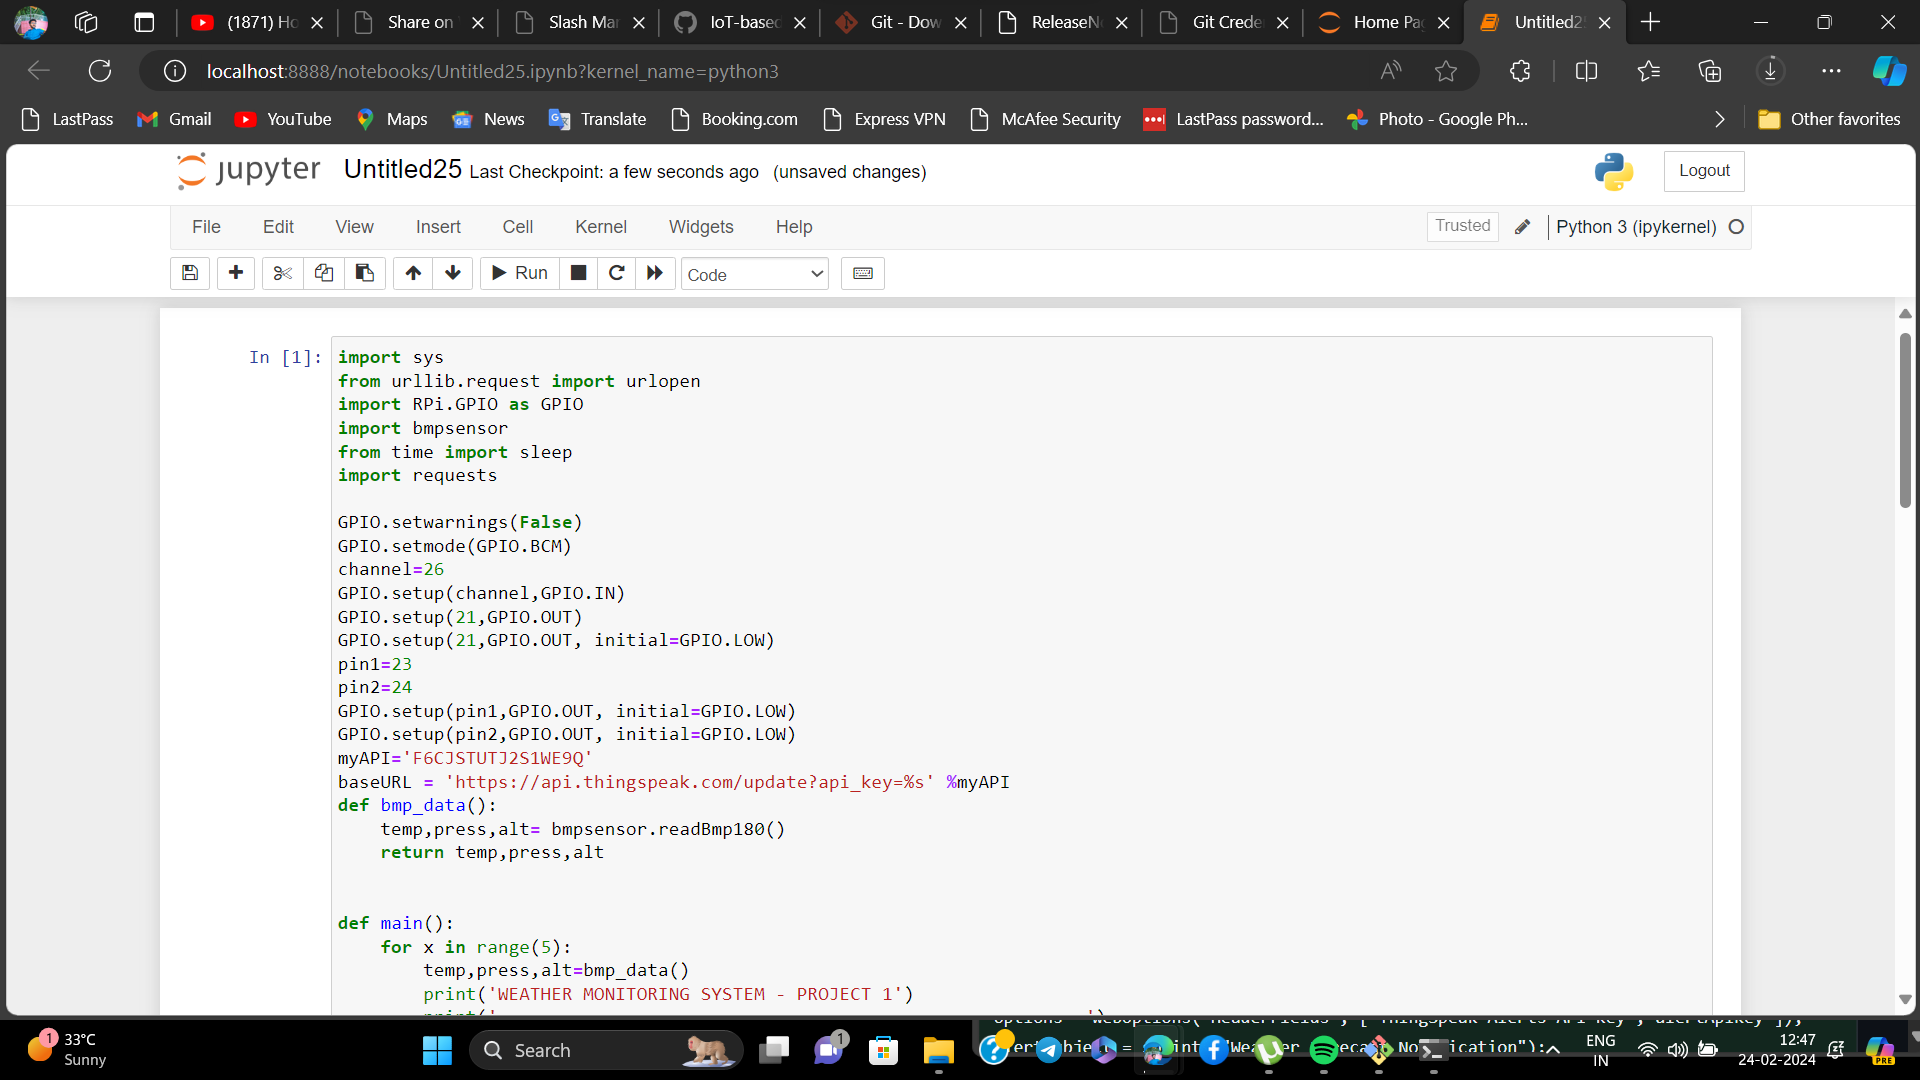 (1871) Ho
Share on
Slash Mar
IoT-based
Git - Dow
ReleaseN
Git Crede
Home Pag
Untitled25
localhost:8888/notebooks/Untitled25.ipynb?kernel_name=python3
LastPass
Gmail
YouTube
Maps
News
Translate
Booking.com
Express VPN
McAfee Security
LastPass password...
Photo - Google Ph...
Other favorites
jupyter Untitled25 Last Checkpoint: a few seconds ago (unsaved changes)
Logout
File Edit View Insert Cell Kernel Widgets Help
Trusted
Python 3 (ipykernel)
Run
Code
In [1]:
import sys
from urllib.request import urlopen
import RPi.GPIO as GPIO
import bmpsensor
from time import sleep
import requests
GPIO.setwarnings(False)
GPIO.setmode(GPIO.BCM)
channel=26
GPIO.setup(channel,GPIO.IN)
GPIO.setup(21,GPIO.OUT)
GPIO.setup(21,GPIO.OUT, initial=GPIO.LOW)
pin1=23
pin2=24
GPIO.setup(pin1,GPIO.OUT, initial=GPIO.LOW)
GPIO.setup(pin2,GPIO.OUT, initial=GPIO.LOW)
myAPI='F6CJSTUTJ2S1WE9Q'
baseURL = 'https://api.thingspeak.com/update?api_key=%s' %myAPI
def bmp_data():
    temp,press,alt= bmpsensor.readBmp180()
    return temp,press,alt
def main():
    for x in range(5):
        temp,press,alt=bmp_data()
        print('WEATHER MONITORING SYSTEM - PROJECT 1')
33°C
Sunny
1
Search
1
ENG
IN
12:47
24-02-2024
PRE